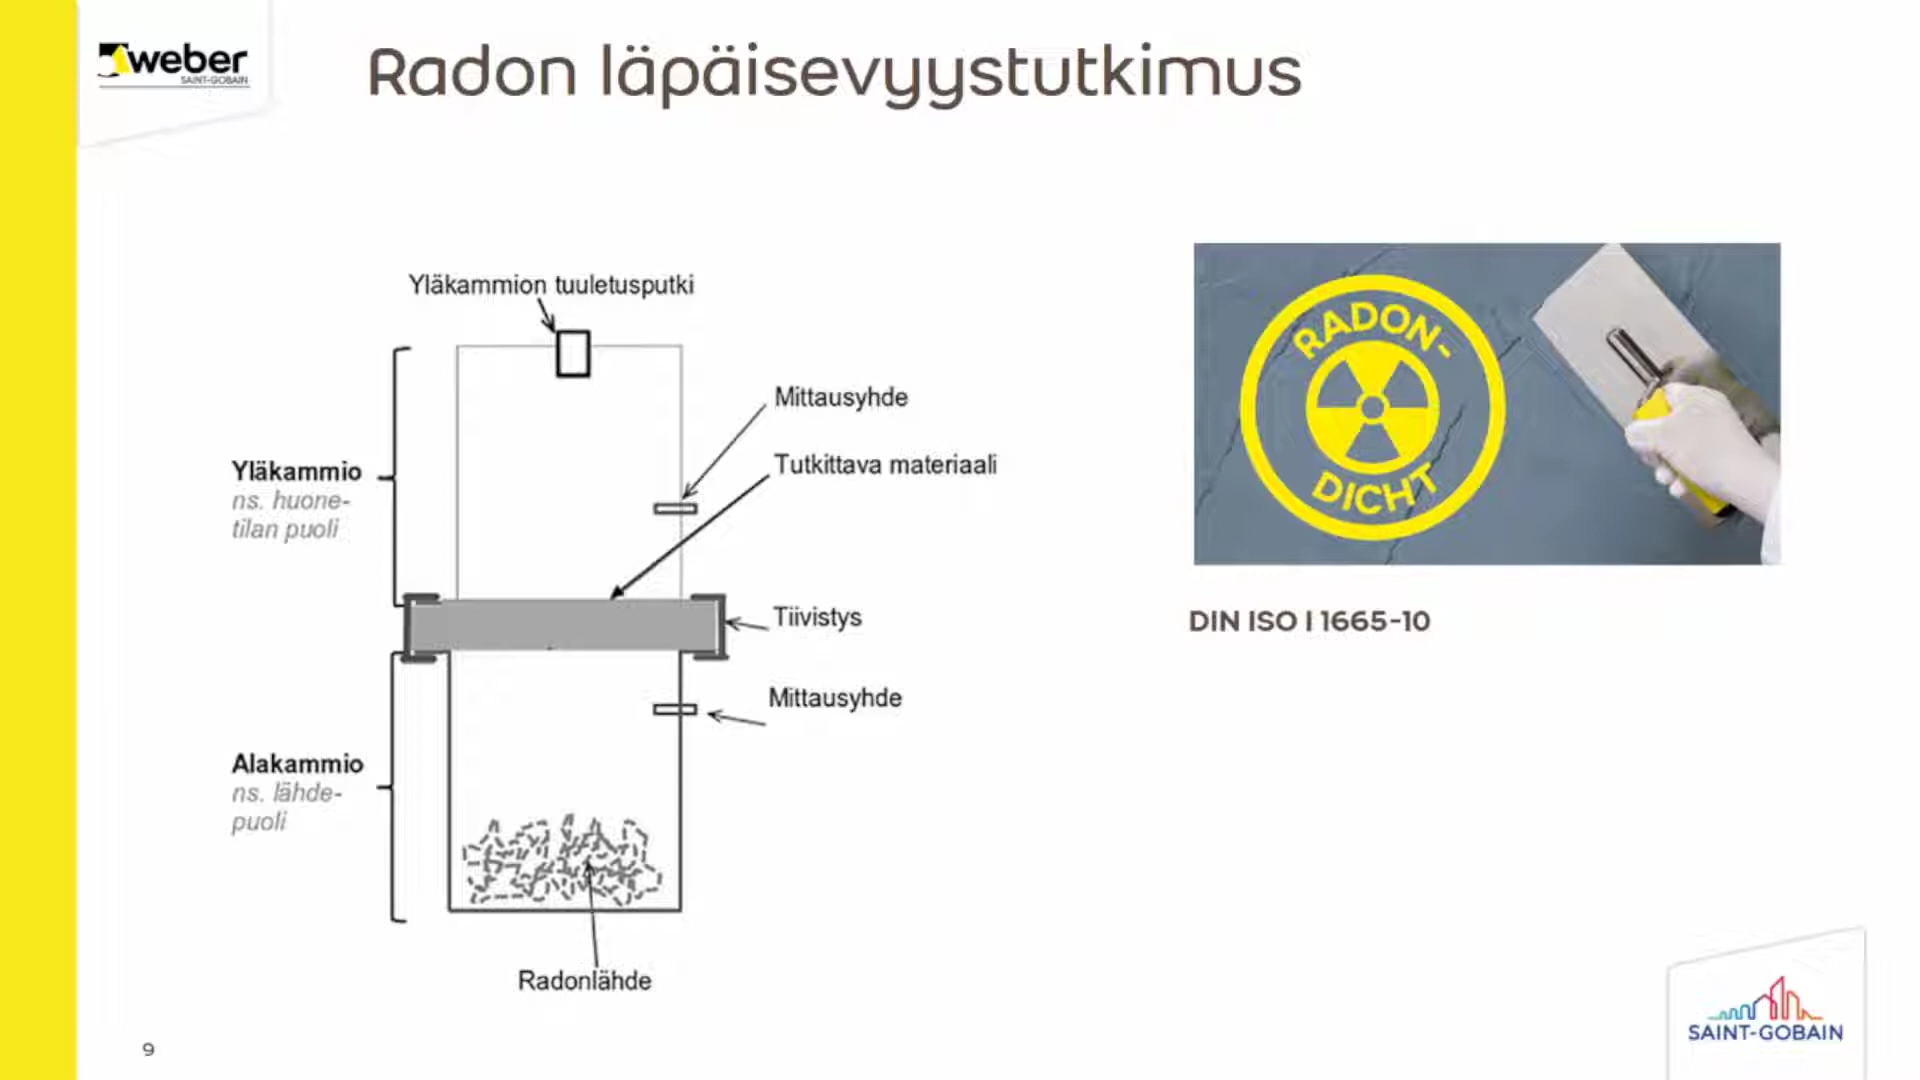 weber
SAINT-GOBAIN
Radon läpäisevyystutkimus
Yläkammion tuuletusputki
Mittausyhde
Tutkittava materiaali
Yläkammio
ns. huone-
tilan puoli
Tiivistys
Mittausyhde
Alakammio
ns. lähde-
puoli
Radonlähde
RADON-
DICHT
DIN ISO I 1665-10
SAINT-GOBAIN
9